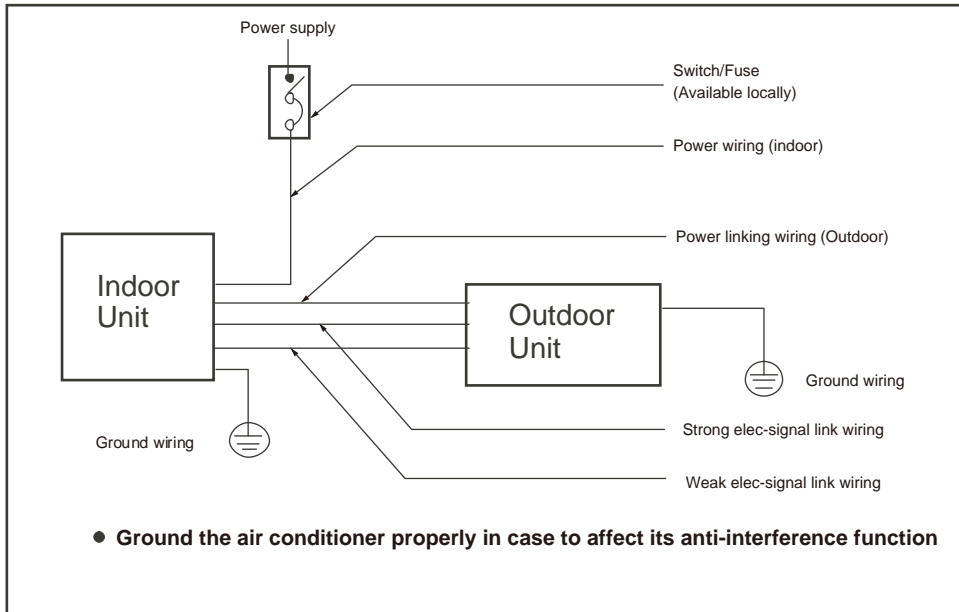 Power supply
Switch/Fuse
(Available locally)
Power wiring (indoor)
Power linking wiring (Outdoor)
Indoor
Unit
Outdoor
Unit
Ground wiring
Ground wiring
Strong elec-signal link wiring
Weak elec-signal link wiring
● Ground the air conditioner properly in case to affect its anti-interference function